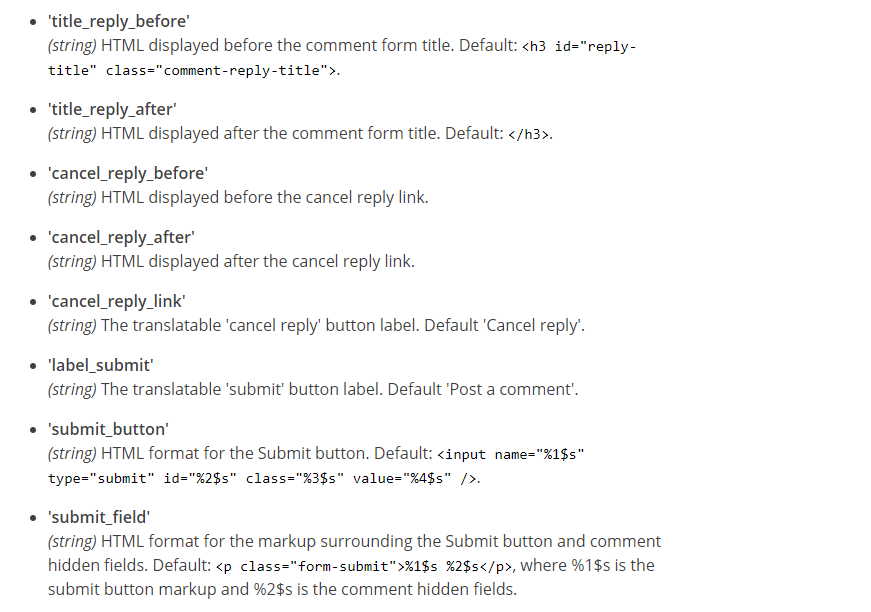 'title_reply_before'
(string) HTML displayed before the comment form title. Default: <h3 id="reply-
title" class="comment-reply-title">.
'title_reply_after'
(string) HTML displayed after the comment form title. Default: </h3>.
'cancel_reply_before'
(string) HTML displayed before the cancel reply link.
'cancel_reply_after'
(string) HTML displayed after the cancel reply link.
'cancel_reply_link'
(string) The translatable 'cancel reply' button label. Default 'Cancel reply'.
'label_submit'
(string) The translatable 'submit' button label. Default 'Post a comment'.
'submit_button'
(string) HTML format for the Submit button. Default: <input name="%1$s"
type="submit" id="%2$s" class="%3$s" value="%4$s" />.
'submit_field'
(string) HTML format for the markup surrounding the Submit button and comment
hidden fields. Default: <p class="form-submit">%1$s %2$s</p>, where %1$s is the
submit button markup and %2$s is the comment hidden fields.